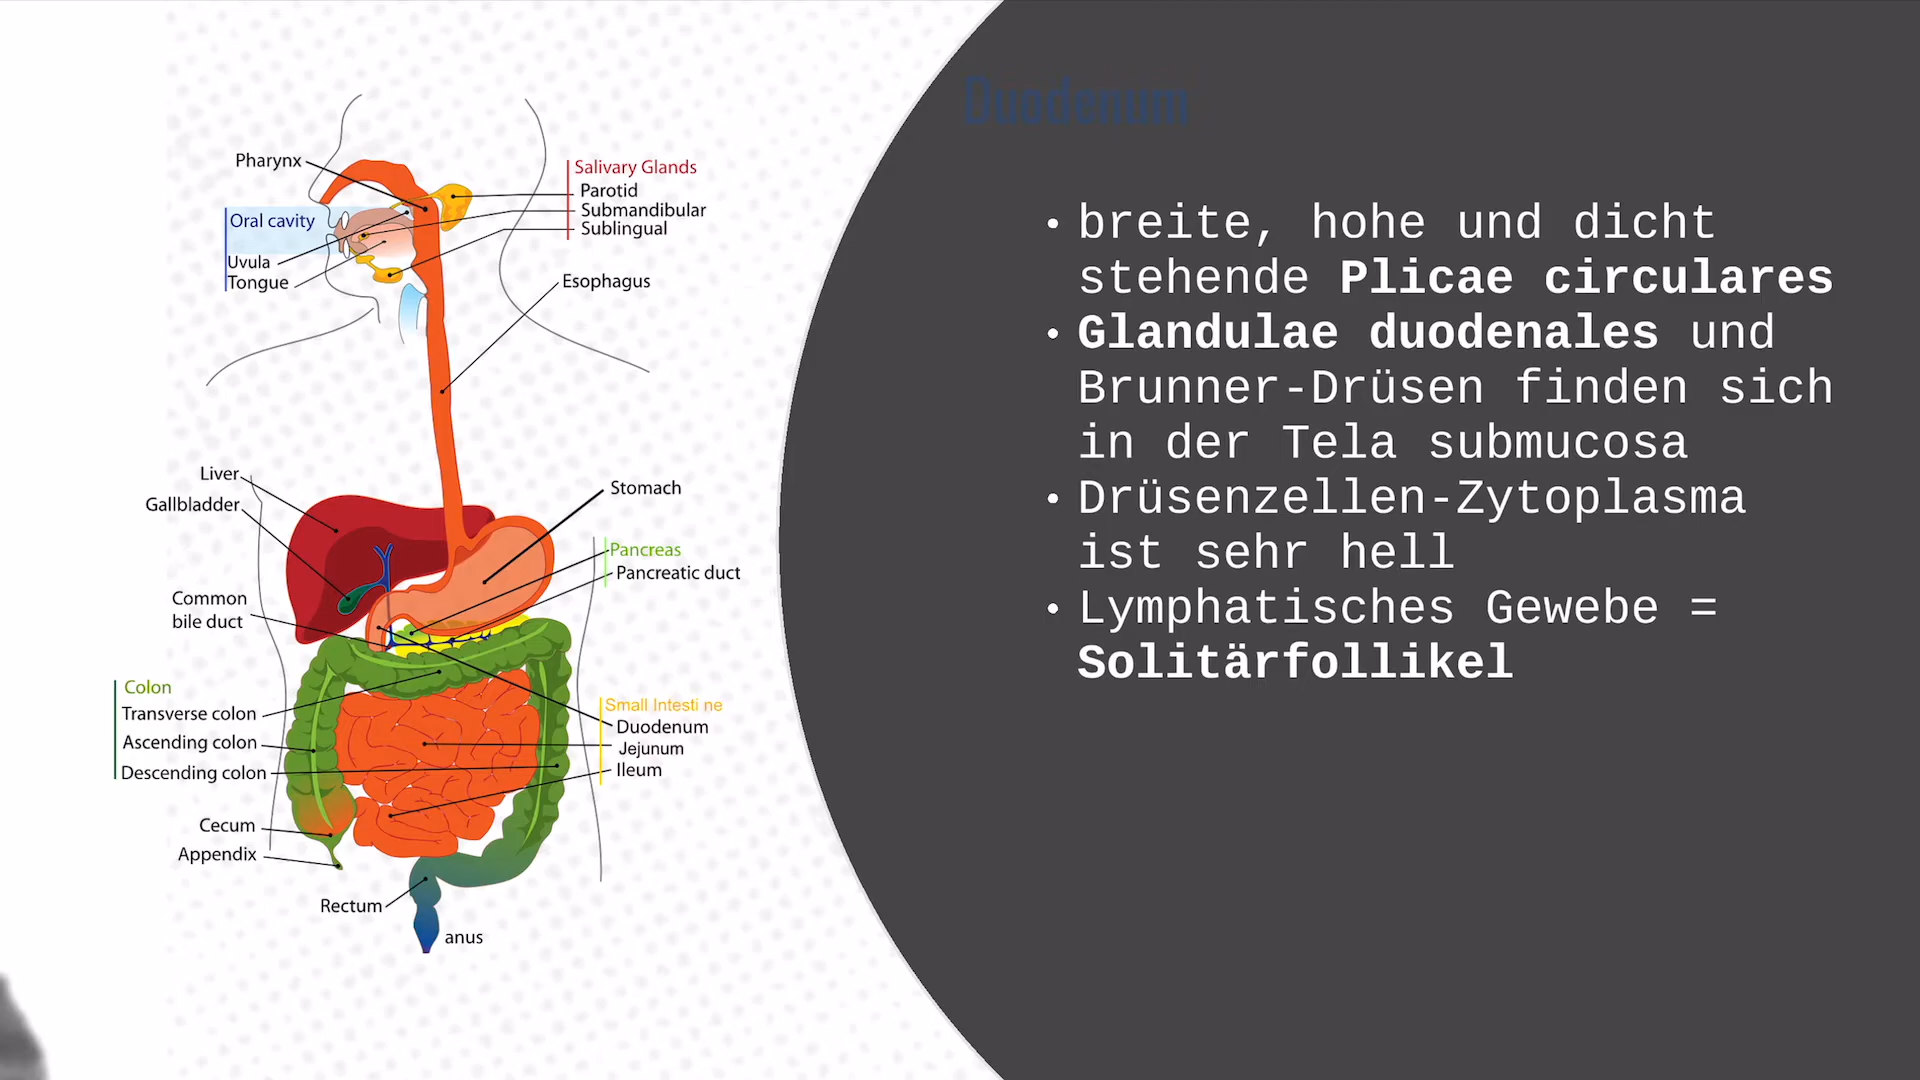 Pharynx
Oral cavity
Uvula
Tongue
Salivary Glands
Parotid
Submandibular
Sublingual
Esophagus
Liver
Gallbladder
Stomach
Pancreas
Pancreatic duct
Common
bile duct
Colon
Transverse colon
Ascending colon
Descending colon
Small Intesti ne
Duodenum
Jejunum
Ileum
Cecum
Appendix
Rectum
anus
Duodenum
• breite, hohe und dicht
stehende Plicae circulares
• Glandulae duodenales und
Brunner-Drüsen finden sich
in der Tela submucosa
• Drüsenzellen-Zytoplasma
ist sehr hell
• Lymphatisches Gewebe =
Solitärfollikel